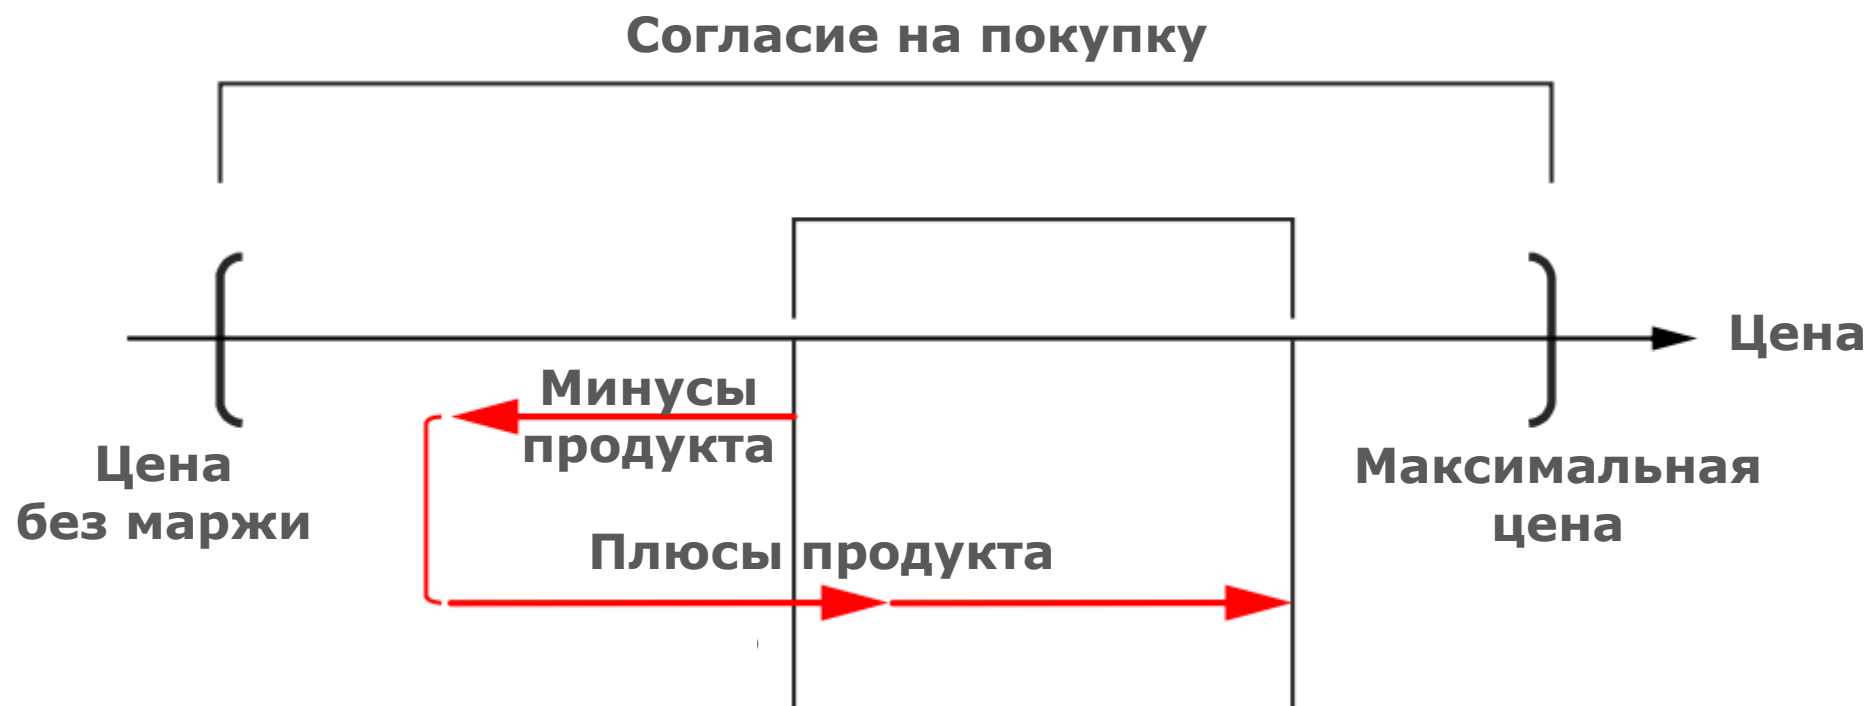 Согласие на покупку
Цена
Минусы
продукта
Цена
без маржи
Максимальная
цена
Плюсы продукта